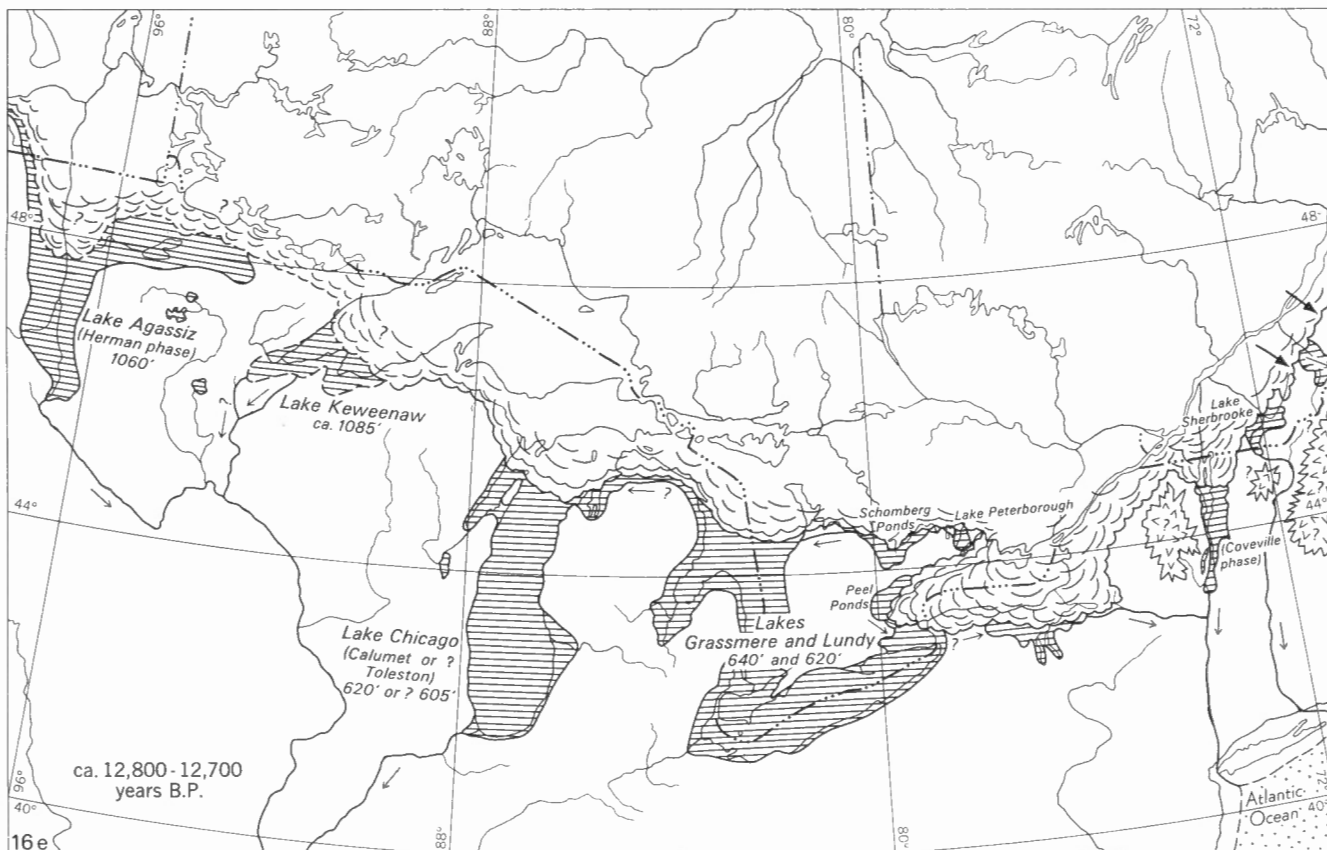 96°
88°
80°
72°
48°
48°
?
?
?
Lake Agassiz
(Herman phase)
1060′
?
Lake Keweenaw
ca. 1085′
Lake
Sherbrooke
44°
?
Schomberg
Ponds
Lake Peterborough
?
<?
v?
v
44°
(Coveville
phase)
Peel
Ponds
Lakes
Grassmere and Lundy
640′ and 620′
?
Lake Chicago
(Calumet or ?
Toleston)
620′ or ? 605′
ca. 12,800-12,700
years B.P.
96°
40°
88°
80°
72°
40°
Atlantic
Ocean
16e